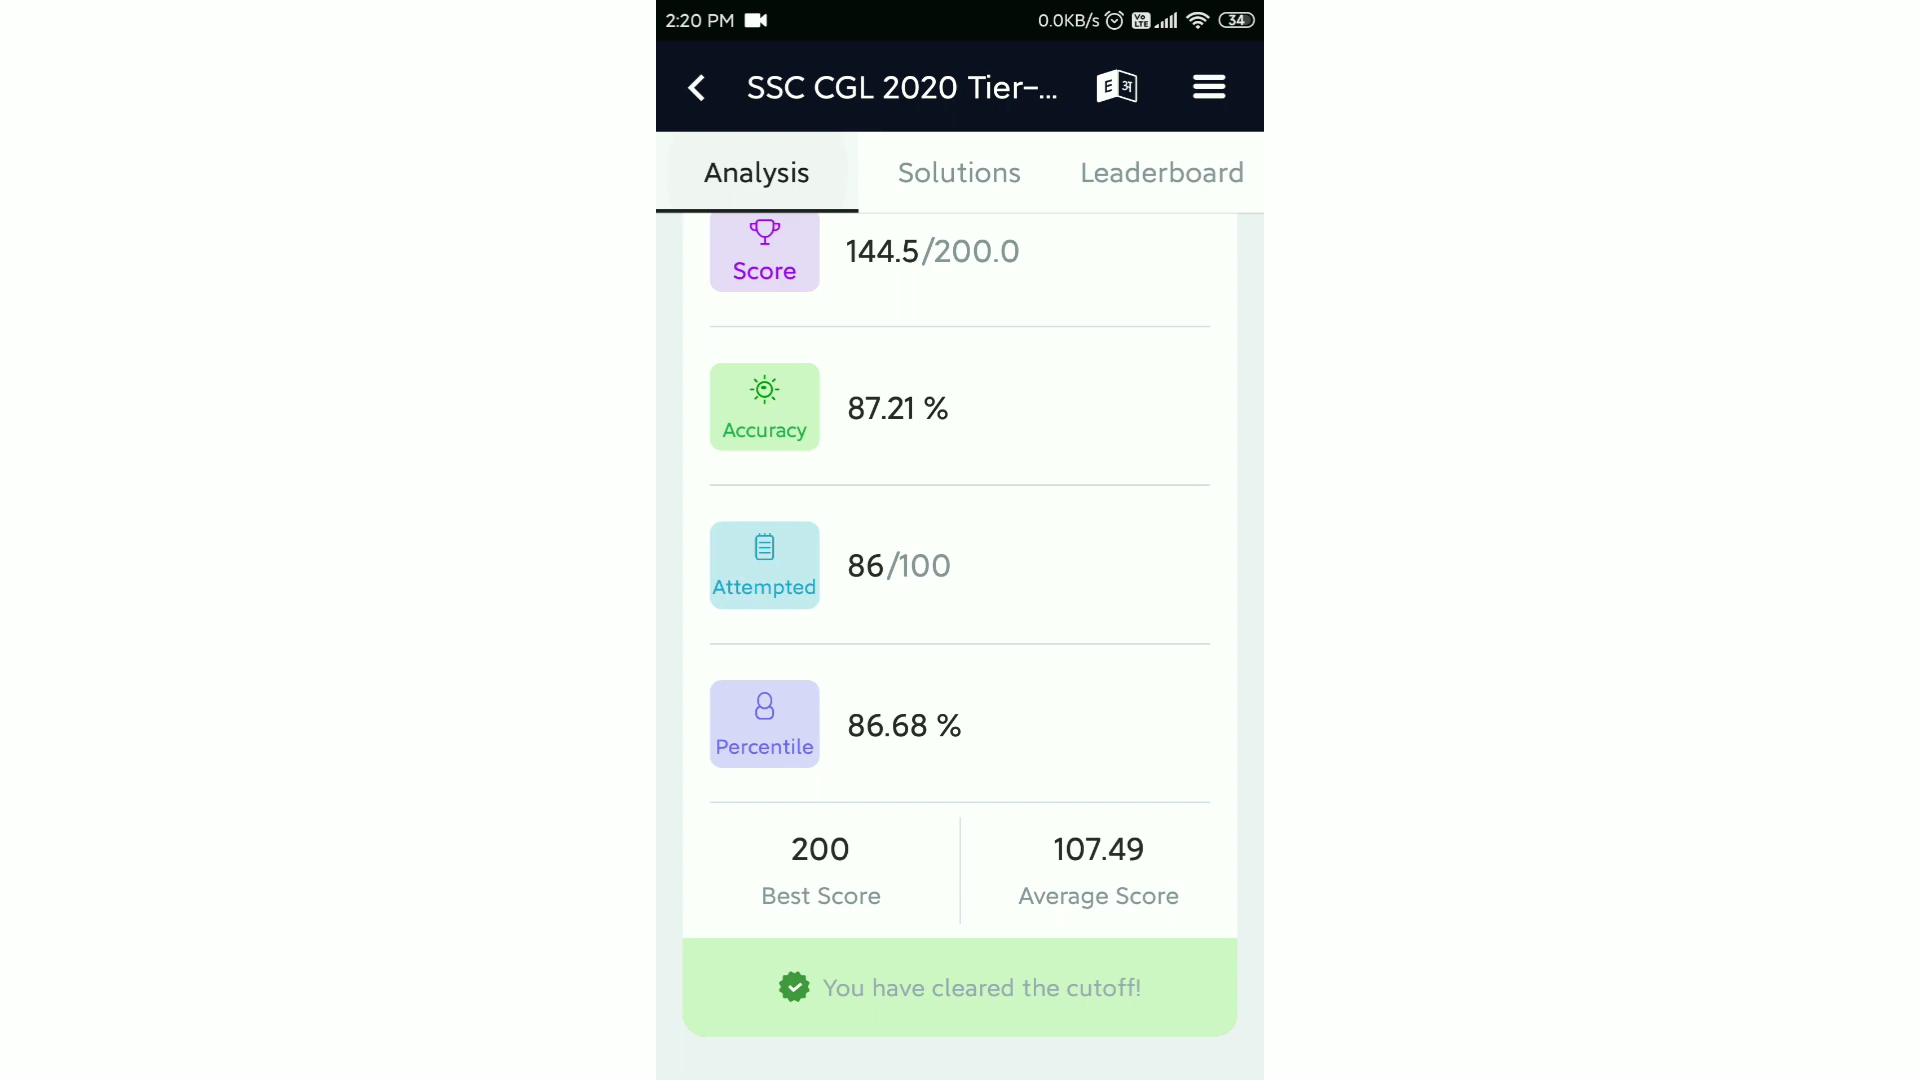 2:20 PM 0.0KB/s Vo LTE 34
SSC CGL 2020 Tier-... E अ
Analysis Solutions Leaderboard
Score 144.5/200.0
Accuracy 87.21 %
Attempted 86/100
Percentile 86.68 %
200 107.49
Best Score Average Score
You have cleared the cutoff!